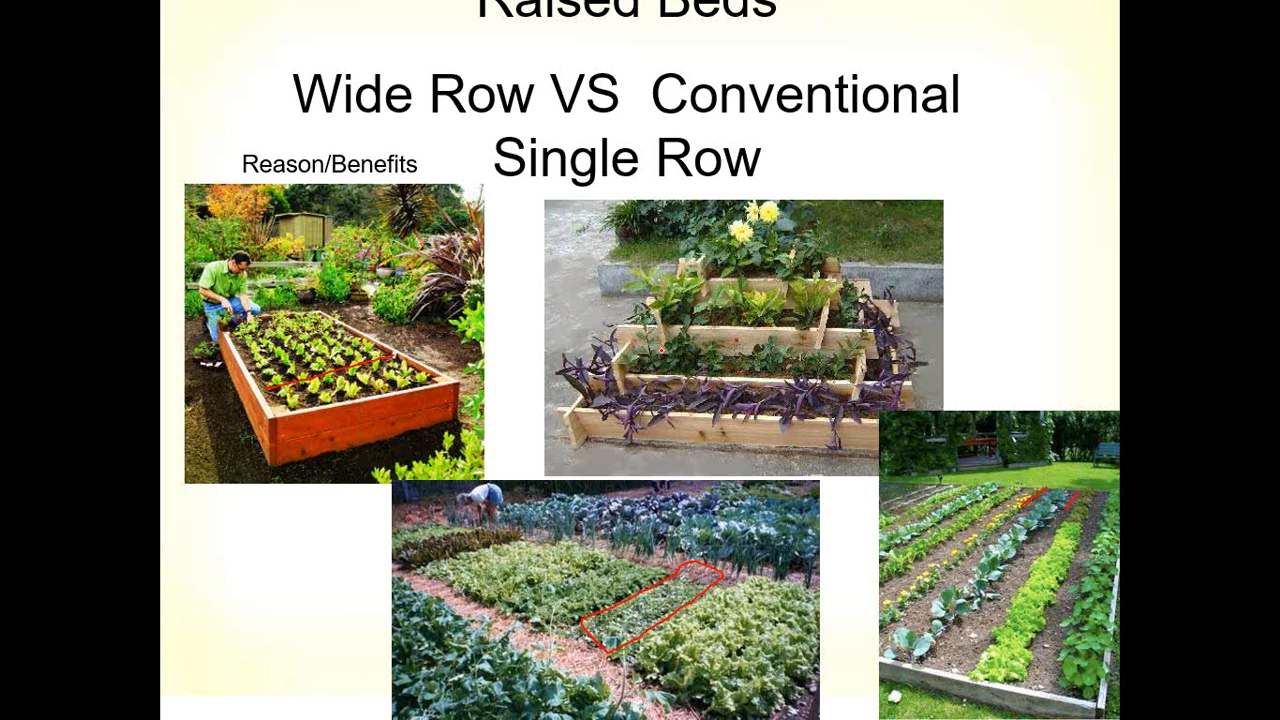 Raised Beds
Wide Row VS Conventional
Single Row
Reason/Benefits